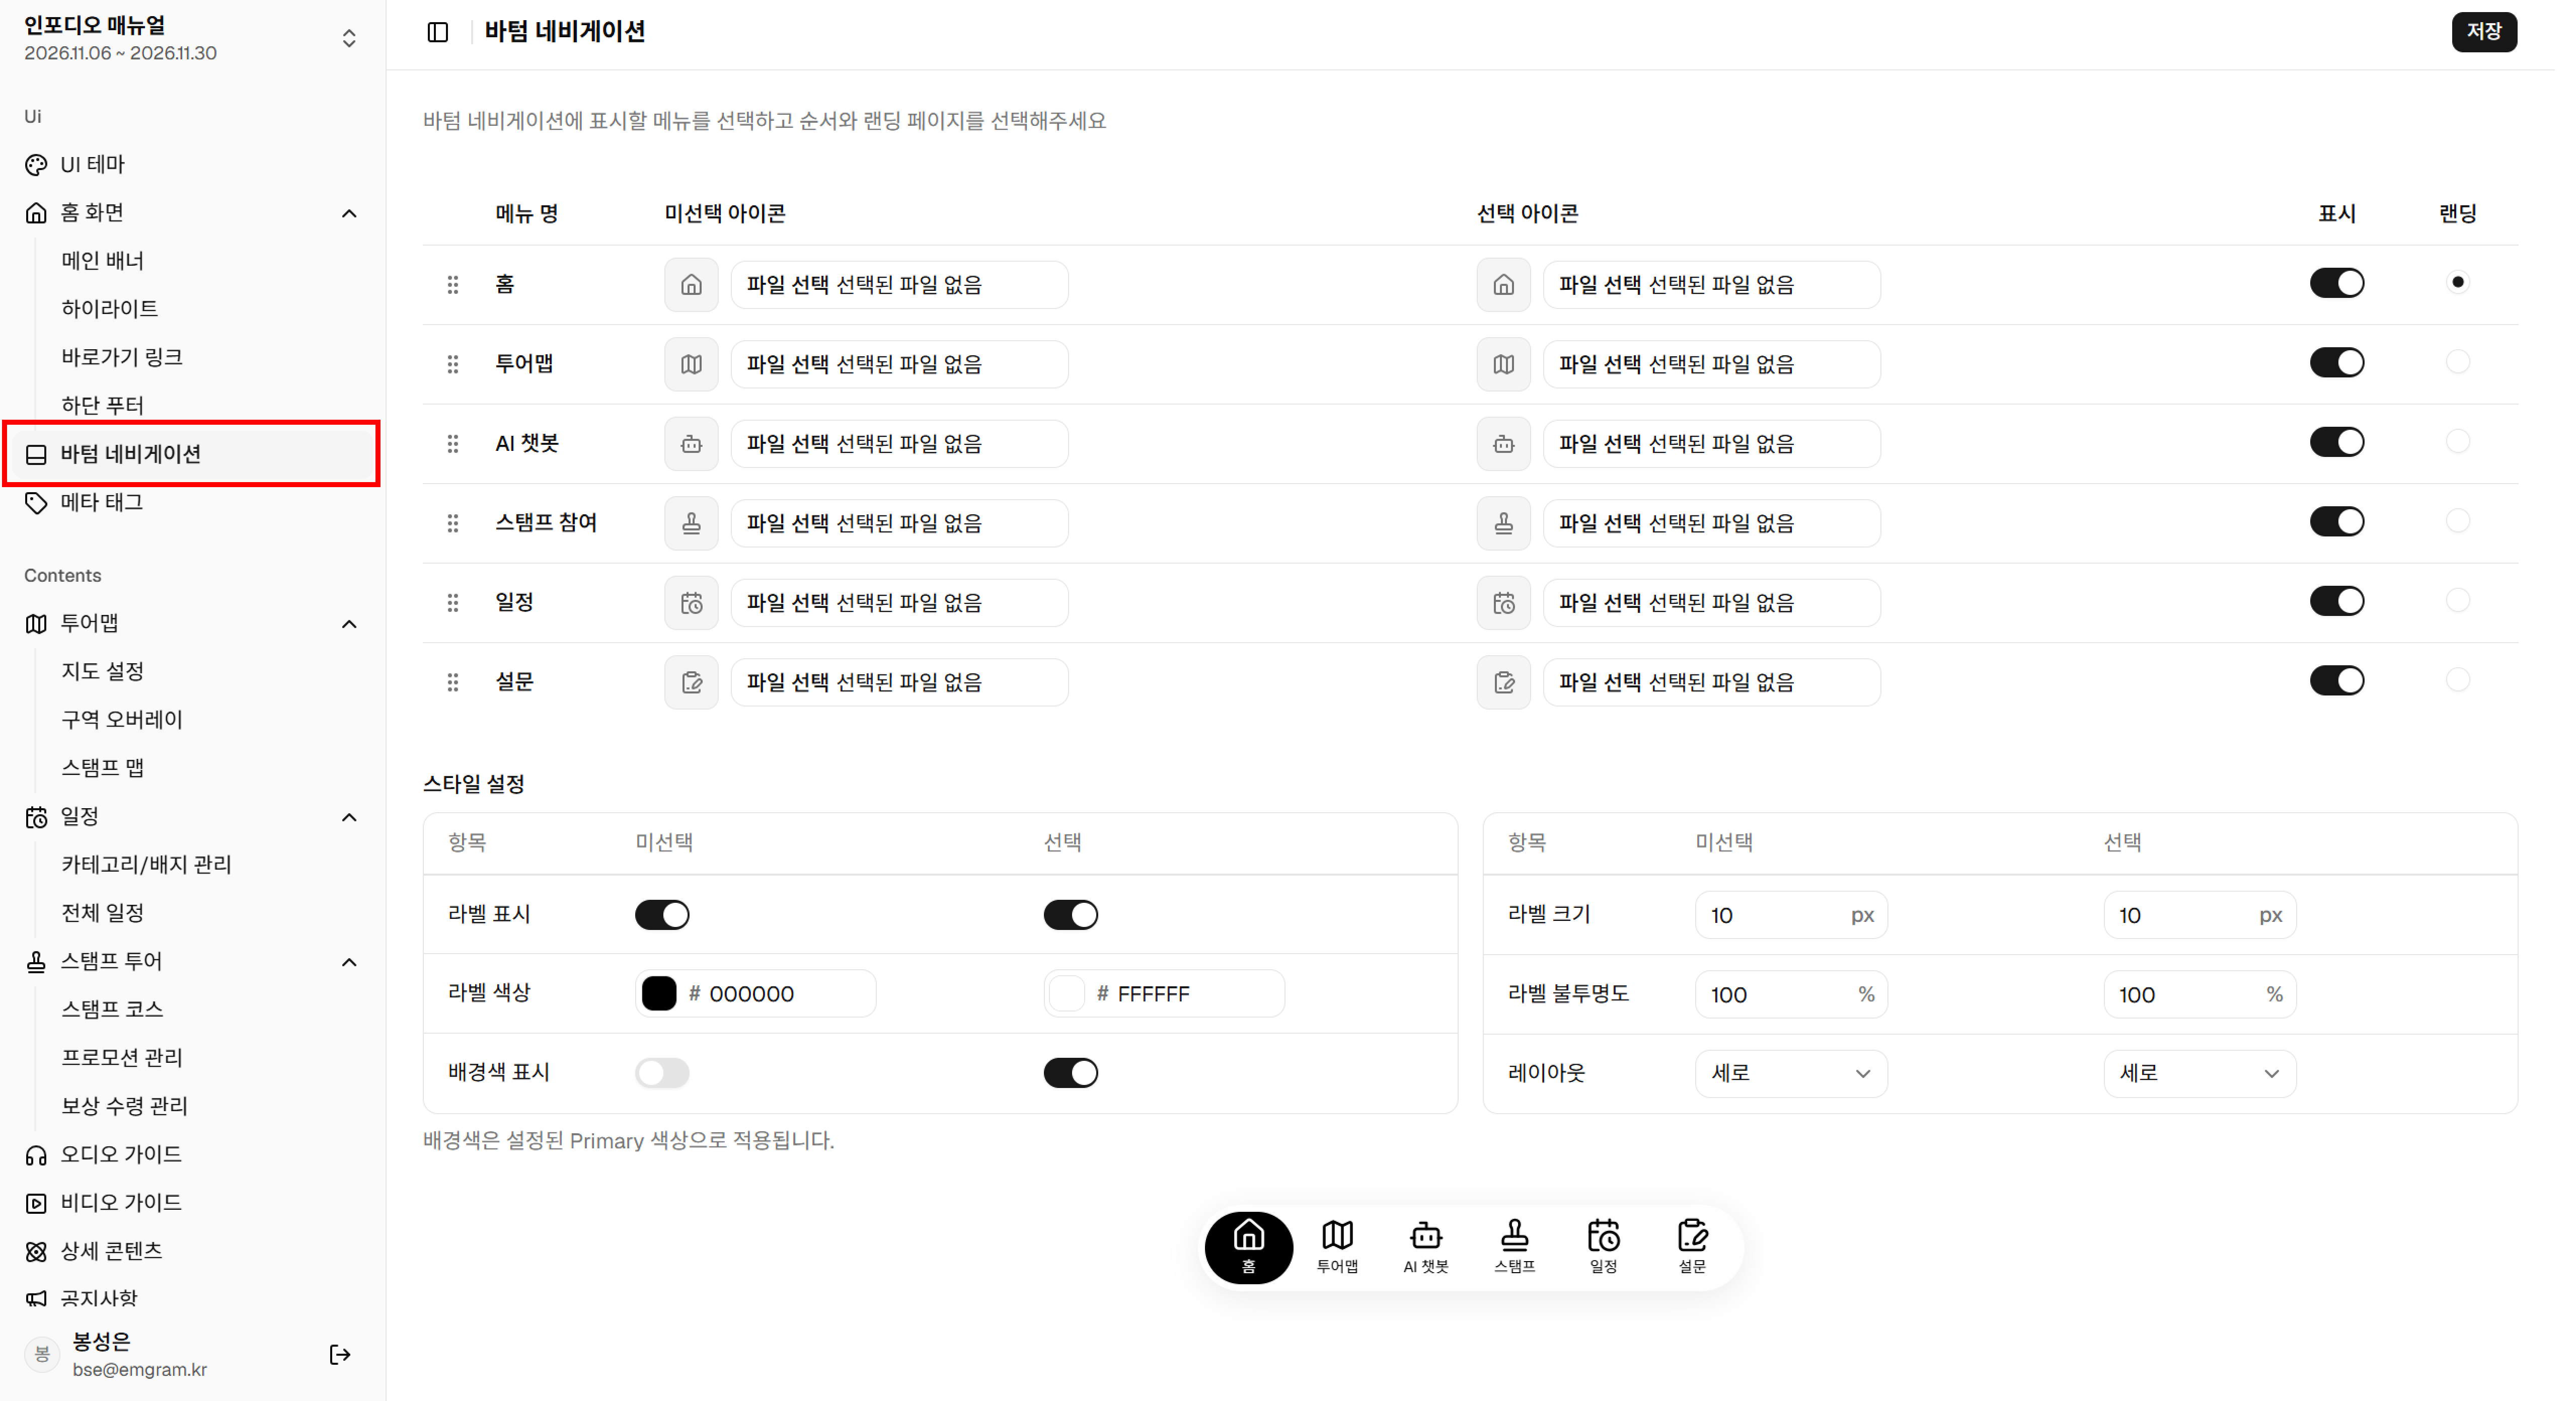 인포디오 매뉴얼
2026.11.06 ~ 2026.11.30
Ui
UI 테마
홈 화면
메인 배너
하이라이트
바로가기 링크
하단 푸터
바텀 네비게이션
메타 태그
Contents
투어맵
지도 설정
구역 오버레이
스탬프 맵
일정
카테고리/배지 관리
전체 일정
스탬프 투어
스탬프 코스
프로모션 관리
보상 수령 관리
오디오 가이드
비디오 가이드
상세 콘텐츠
공지사항
봉
봉성은
bse@emgram.kr
바텀 네비게이션
저장
바텀 네비게이션에 표시할 메뉴를 선택하고 순서와 랜딩 페이지를 선택해주세요
메뉴 명 미선택 아이콘 선택 아이콘 표시 랜딩
홈 파일 선택 선택된 파일 없음 파일 선택 선택된 파일 없음
투어맵 파일 선택 선택된 파일 없음 파일 선택 선택된 파일 없음
AI 챗봇 파일 선택 선택된 파일 없음 파일 선택 선택된 파일 없음
스탬프 참여 파일 선택 선택된 파일 없음 파일 선택 선택된 파일 없음
일정 파일 선택 선택된 파일 없음 파일 선택 선택된 파일 없음
설문 파일 선택 선택된 파일 없음 파일 선택 선택된 파일 없음
스타일 설정
항목 미선택 선택
라벨 표시
라벨 색상 # 000000 # FFFFFF
배경색 표시
항목 미선택 선택
라벨 크기 10 px 10 px
라벨 불투명도 100 % 100 %
레이아웃 세로 세로
배경색은 설정된 Primary 색상으로 적용됩니다.
홈 투어맵 AI 챗봇 스탬프 일정 설문